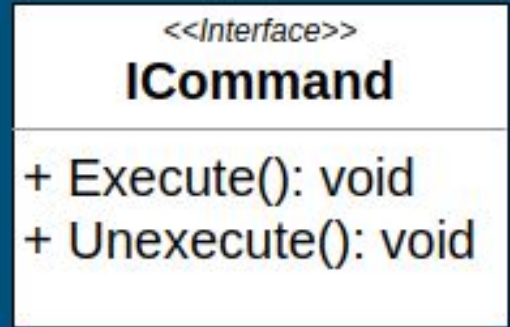 <<Interface>>
ICommand
+ Execute(): void
+ Unexecute(): void